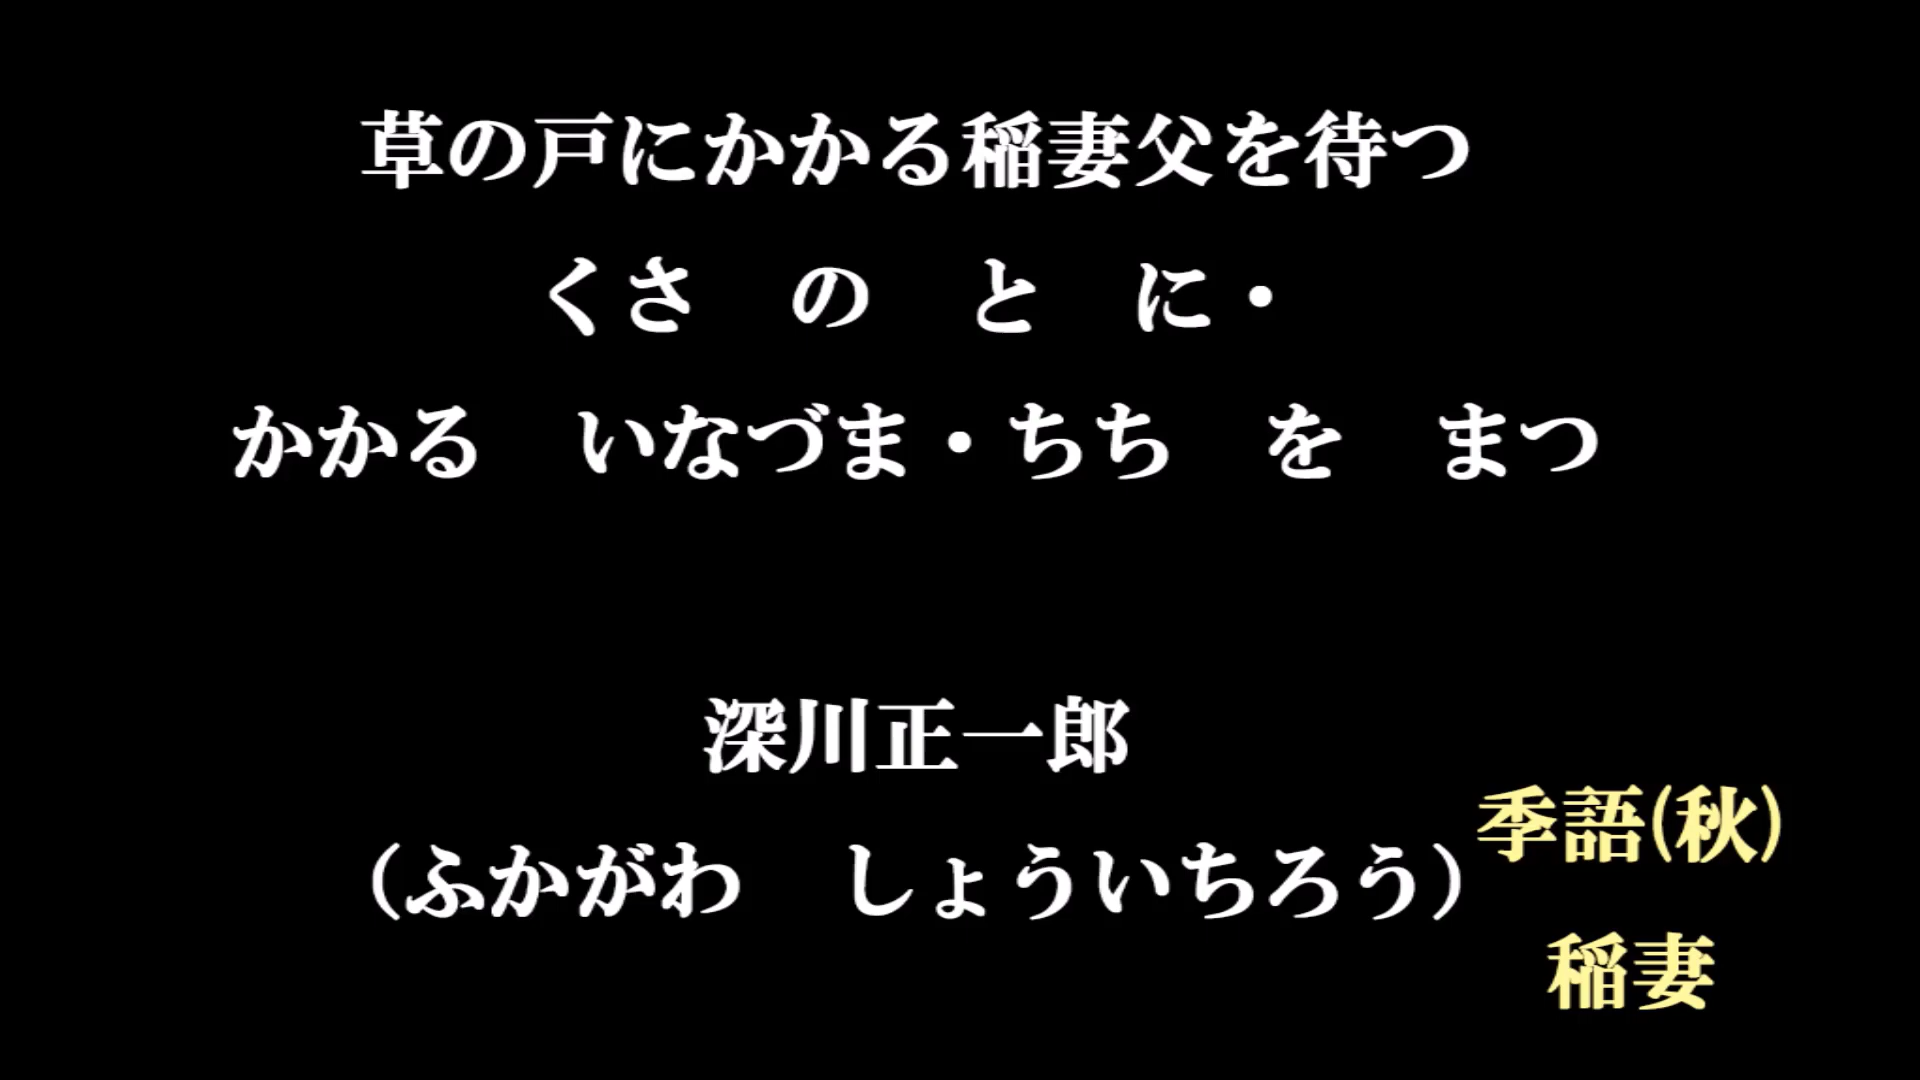 草の戸にかかる稲妻父を待つ
くさ　の　と　に・
かかる　いなづま・ちち　を　まつ
深川正一郎
（ふかがわ　しょういちろう）
季語(秋)
稲妻